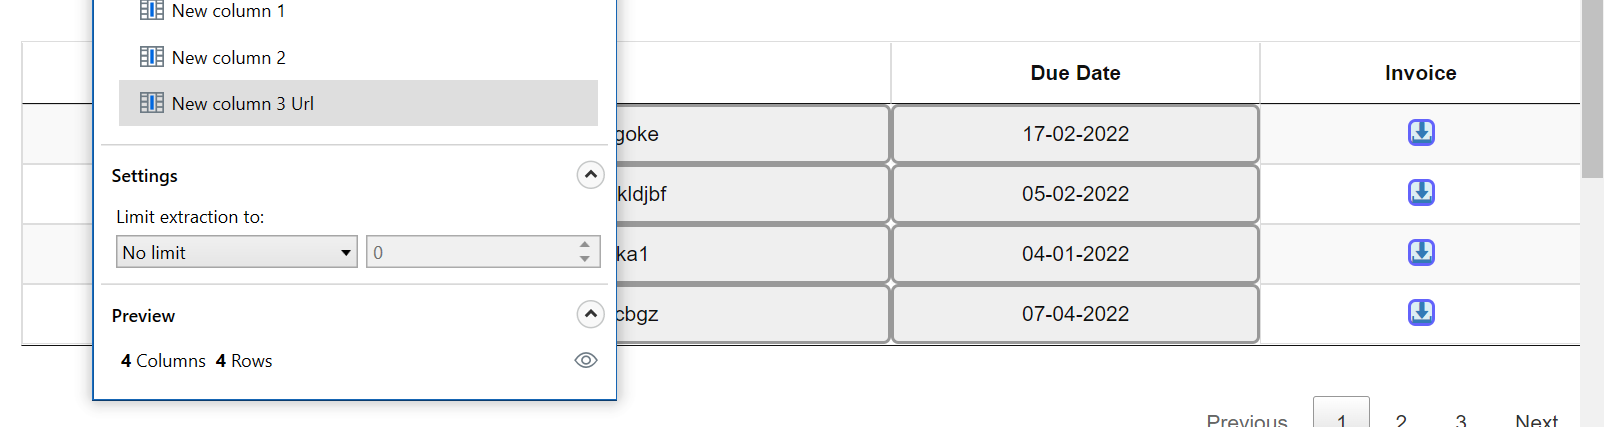 New column 1
New column 2
New column 3 Url
Settings
Limit extraction to:
No limit 0
Preview
4 Columns 4 Rows
Due Date Invoice
goke 17-02-2022
kldjbf 05-02-2022
ka1 04-01-2022
cbgz 07-04-2022
Previous 1 2 3 Next